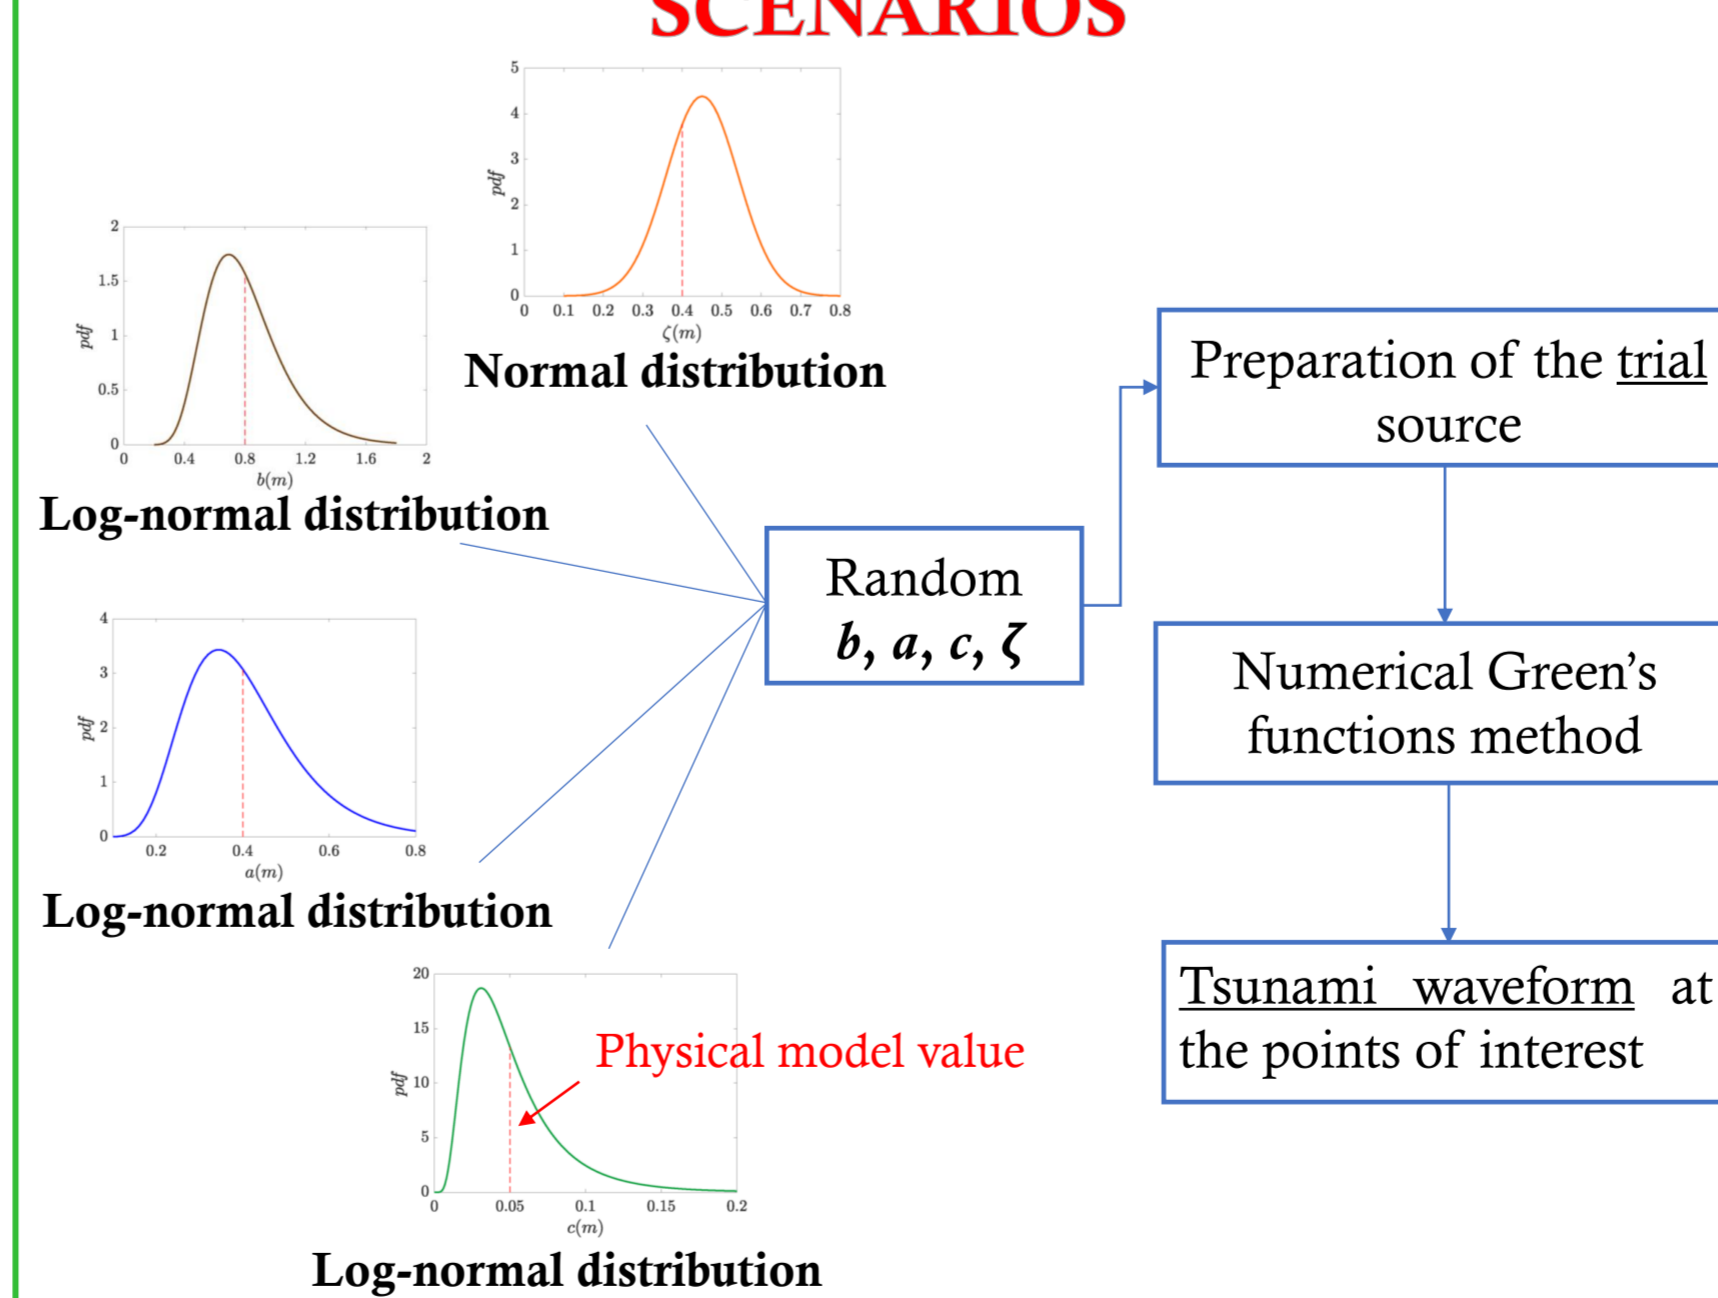 SCENARIOS
5
4
3
2
1
0
pdf
0 0.1 0.2 0.3 0.4 0.5 0.6 0.7 0.8
ζ(m)
Normal distribution
2
1.5
1
0.5
0
pdf
0 0.4 0.8 1.2 1.6 2
b(m)
Log-normal distribution
4
3
2
1
0
pdf
0.2 0.4 0.6 0.8
a(m)
Log-normal distribution
20
15
10
5
0
pdf
0 0.05 0.1 0.15 0.2
c(m)
Physical model value
Log-normal distribution
Random
b, a, c, ζ
Preparation of the trial
source
Numerical Green’s
functions method
Tsunami waveform at
the points of interest